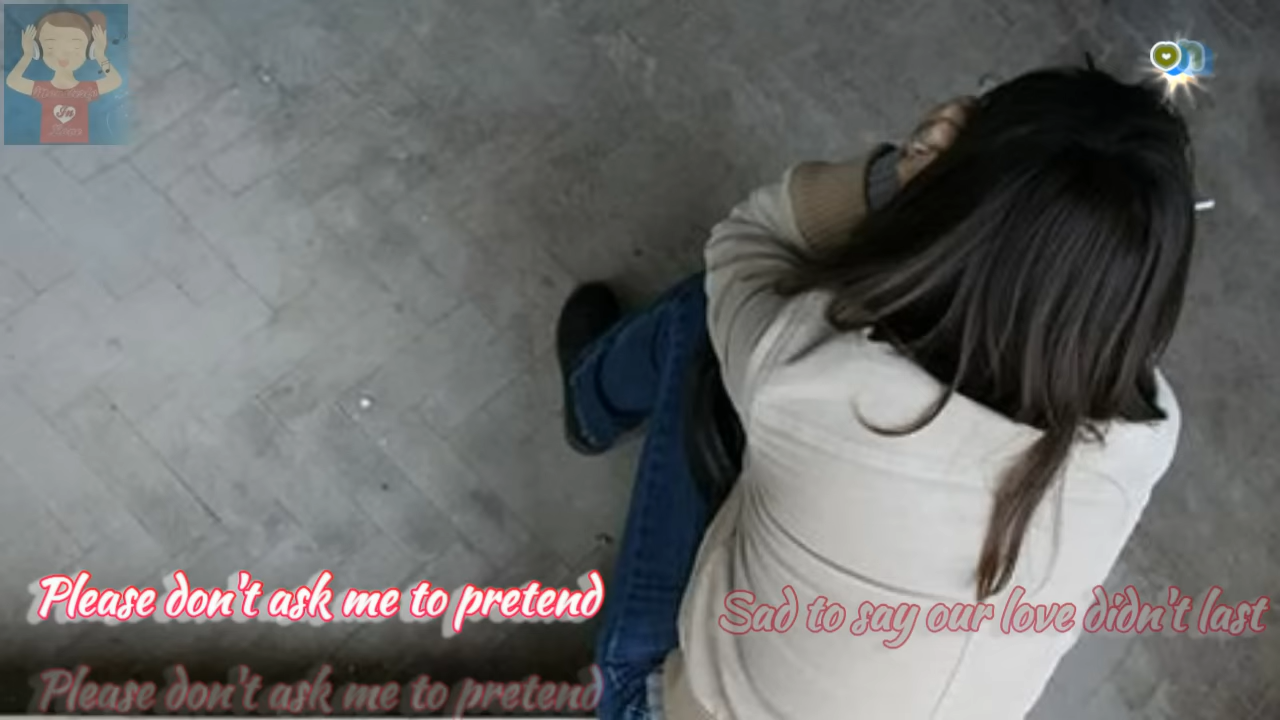 Please don't ask me to pretend
Sad to say our love didn't last
Please don't ask me to pretend
on